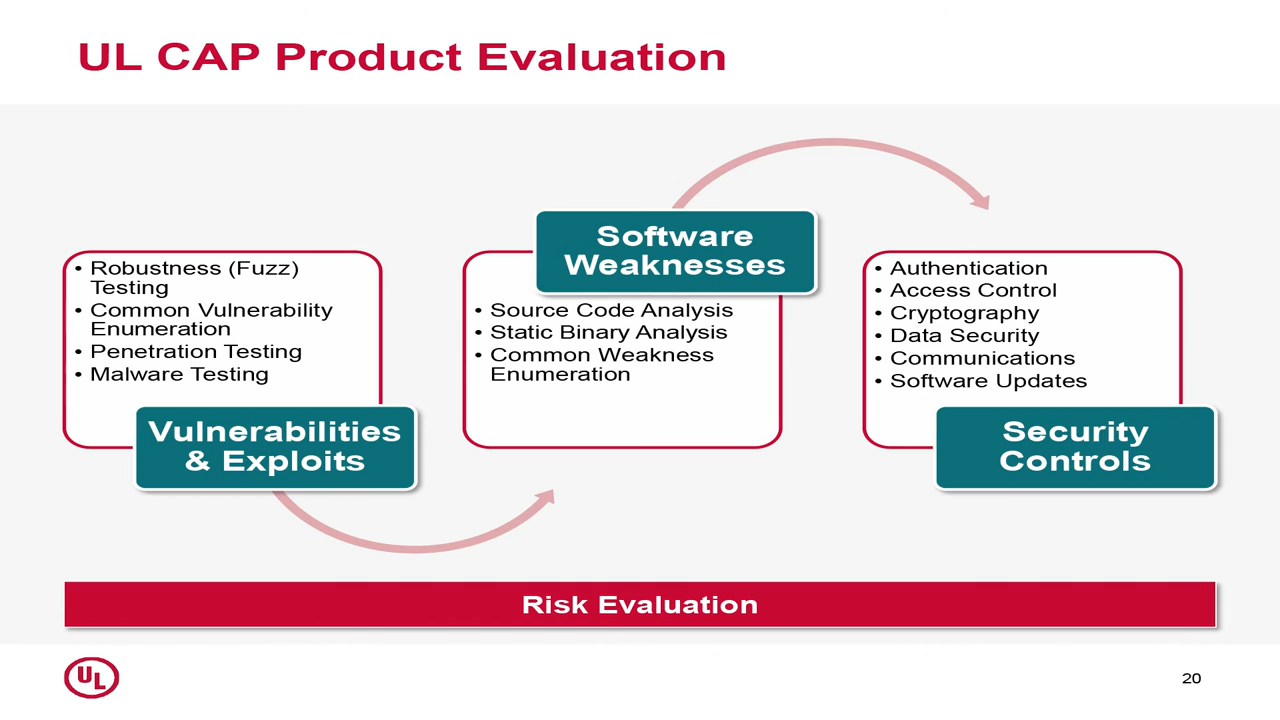 UL CAP Product Evaluation
• Robustness (Fuzz)
Testing
• Common Vulnerability
Enumeration
• Penetration Testing
• Malware Testing
Vulnerabilities
& Exploits
Software
Weaknesses
• Source Code Analysis
• Static Binary Analysis
• Common Weakness
Enumeration
• Authentication
• Access Control
• Cryptography
• Data Security
• Communications
• Software Updates
Security
Controls
Risk Evaluation
UL
20